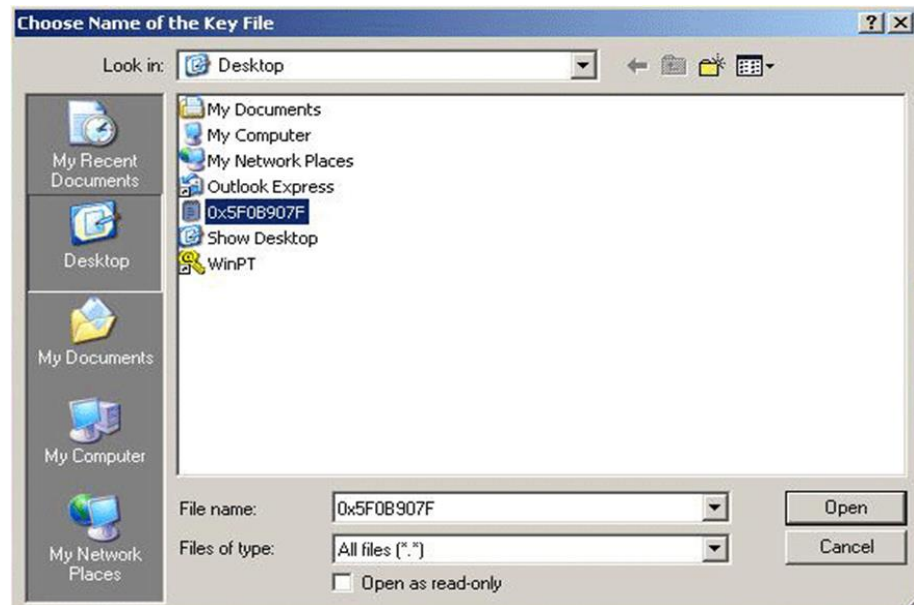 Choose Name of the Key File
Look in:
Desktop
My Recent
Documents
Desktop
My Documents
My Computer
My Network
Places
My Documents
My Computer
My Network Places
Outlook Express
0x5F0B907F
Show Desktop
WinPT
File name:
0x5F0B907F
Open
Files of type:
All files (*.*)
Cancel
Open as read-only